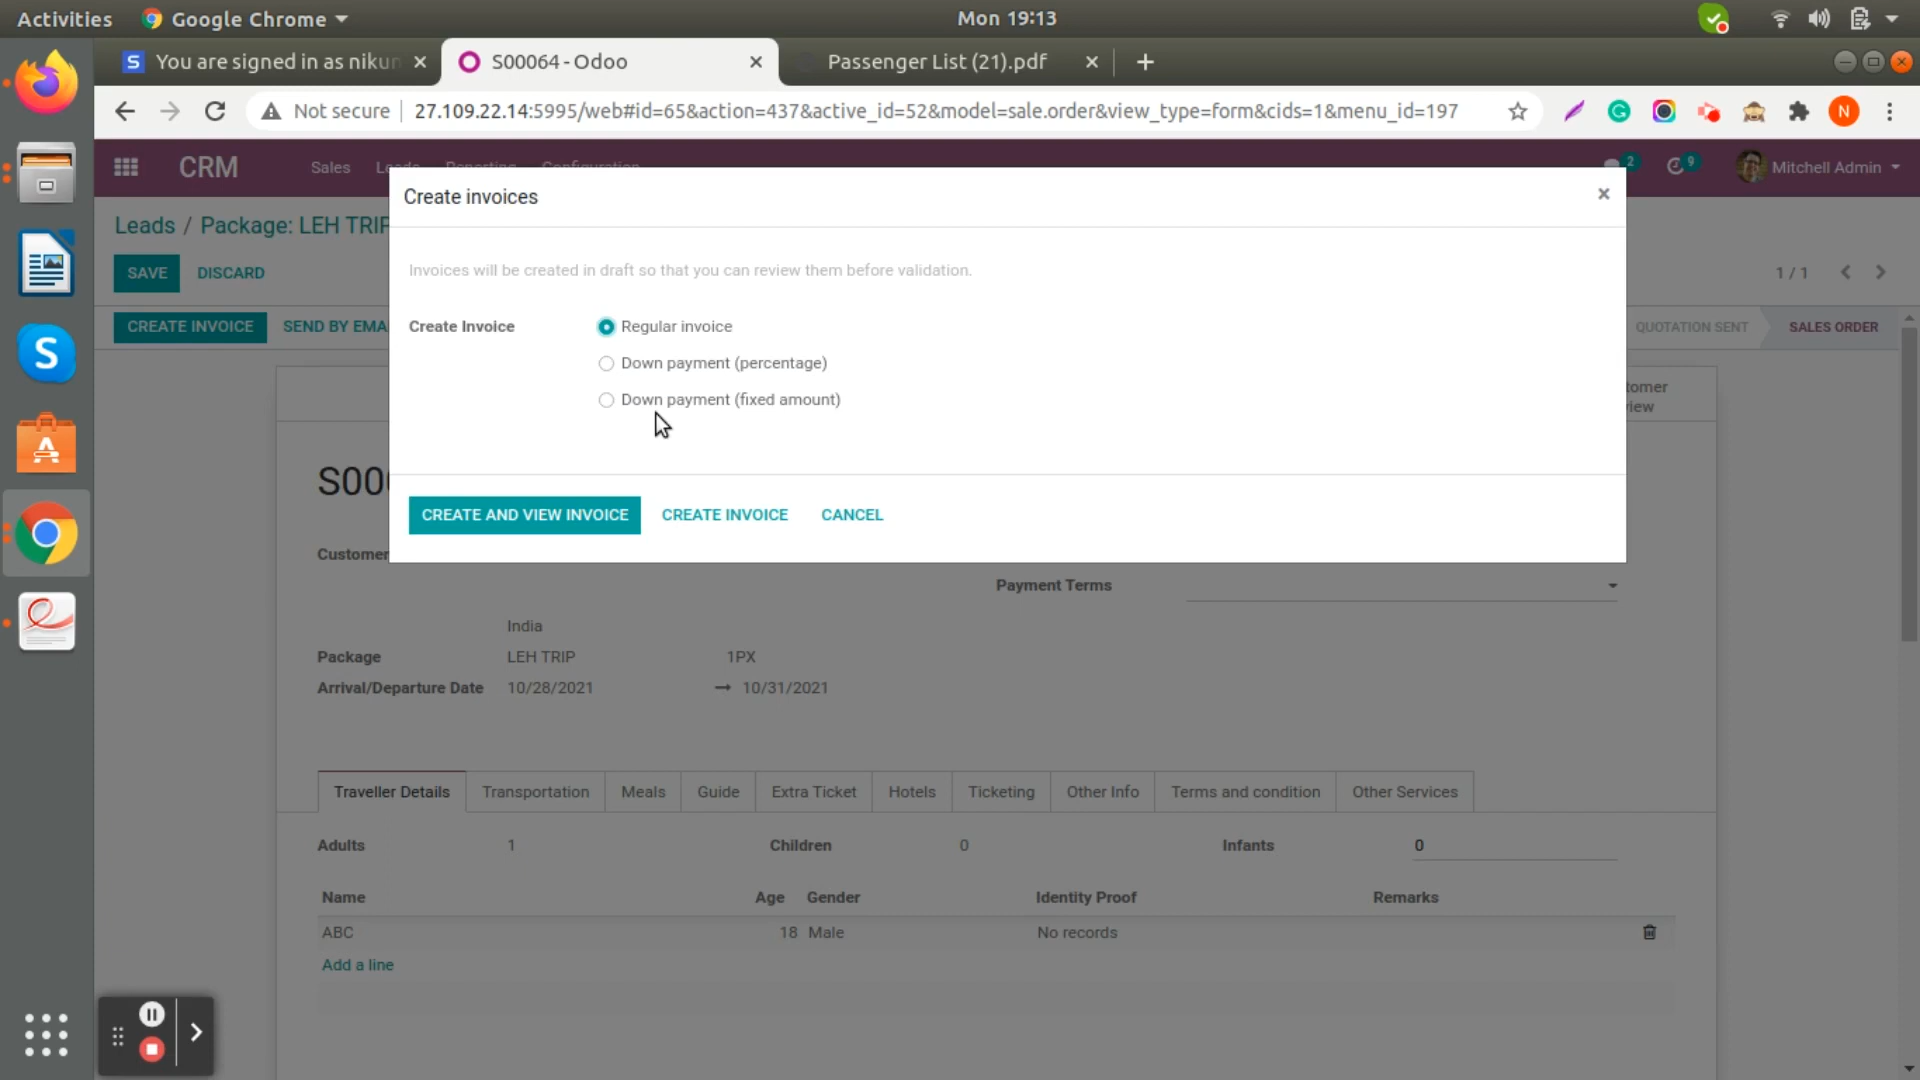 Activities Google Chrome Mon 19:13
You are signed in as nikun S00064 - Odoo Passenger List (21).pdf
Not secure 27.109.22.14:5995/web#id=65&action=437&active_id=52&model=sale.order&view_type=form&cids=1&menu_id=197 N
CRM Sales Leads Reporting Configuration 2 9 Mitchell Admin
Create invoices
Leads / Package: LEH TRIP
Invoices will be created in draft so that you can review them before validation.
SAVE DISCARD 1 / 1
CREATE INVOICE SEND BY EMA Create Invoice Regular invoice QUOTATION SENT SALES ORDER
Down payment (percentage)
Down payment (fixed amount)
S00
CREATE AND VIEW INVOICE CREATE INVOICE CANCEL
Customer
Payment Terms
India
Package LEH TRIP 1PX
Arrival/Departure Date 10/28/2021 → 10/31/2021
Traveller Details Transportation Meals Guide Extra Ticket Hotels Ticketing Other Info Terms and condition Other Services
Adults 1 Children 0 Infants 0
Name Age Gender Identity Proof Remarks
ABC 18 Male No records
Add a line